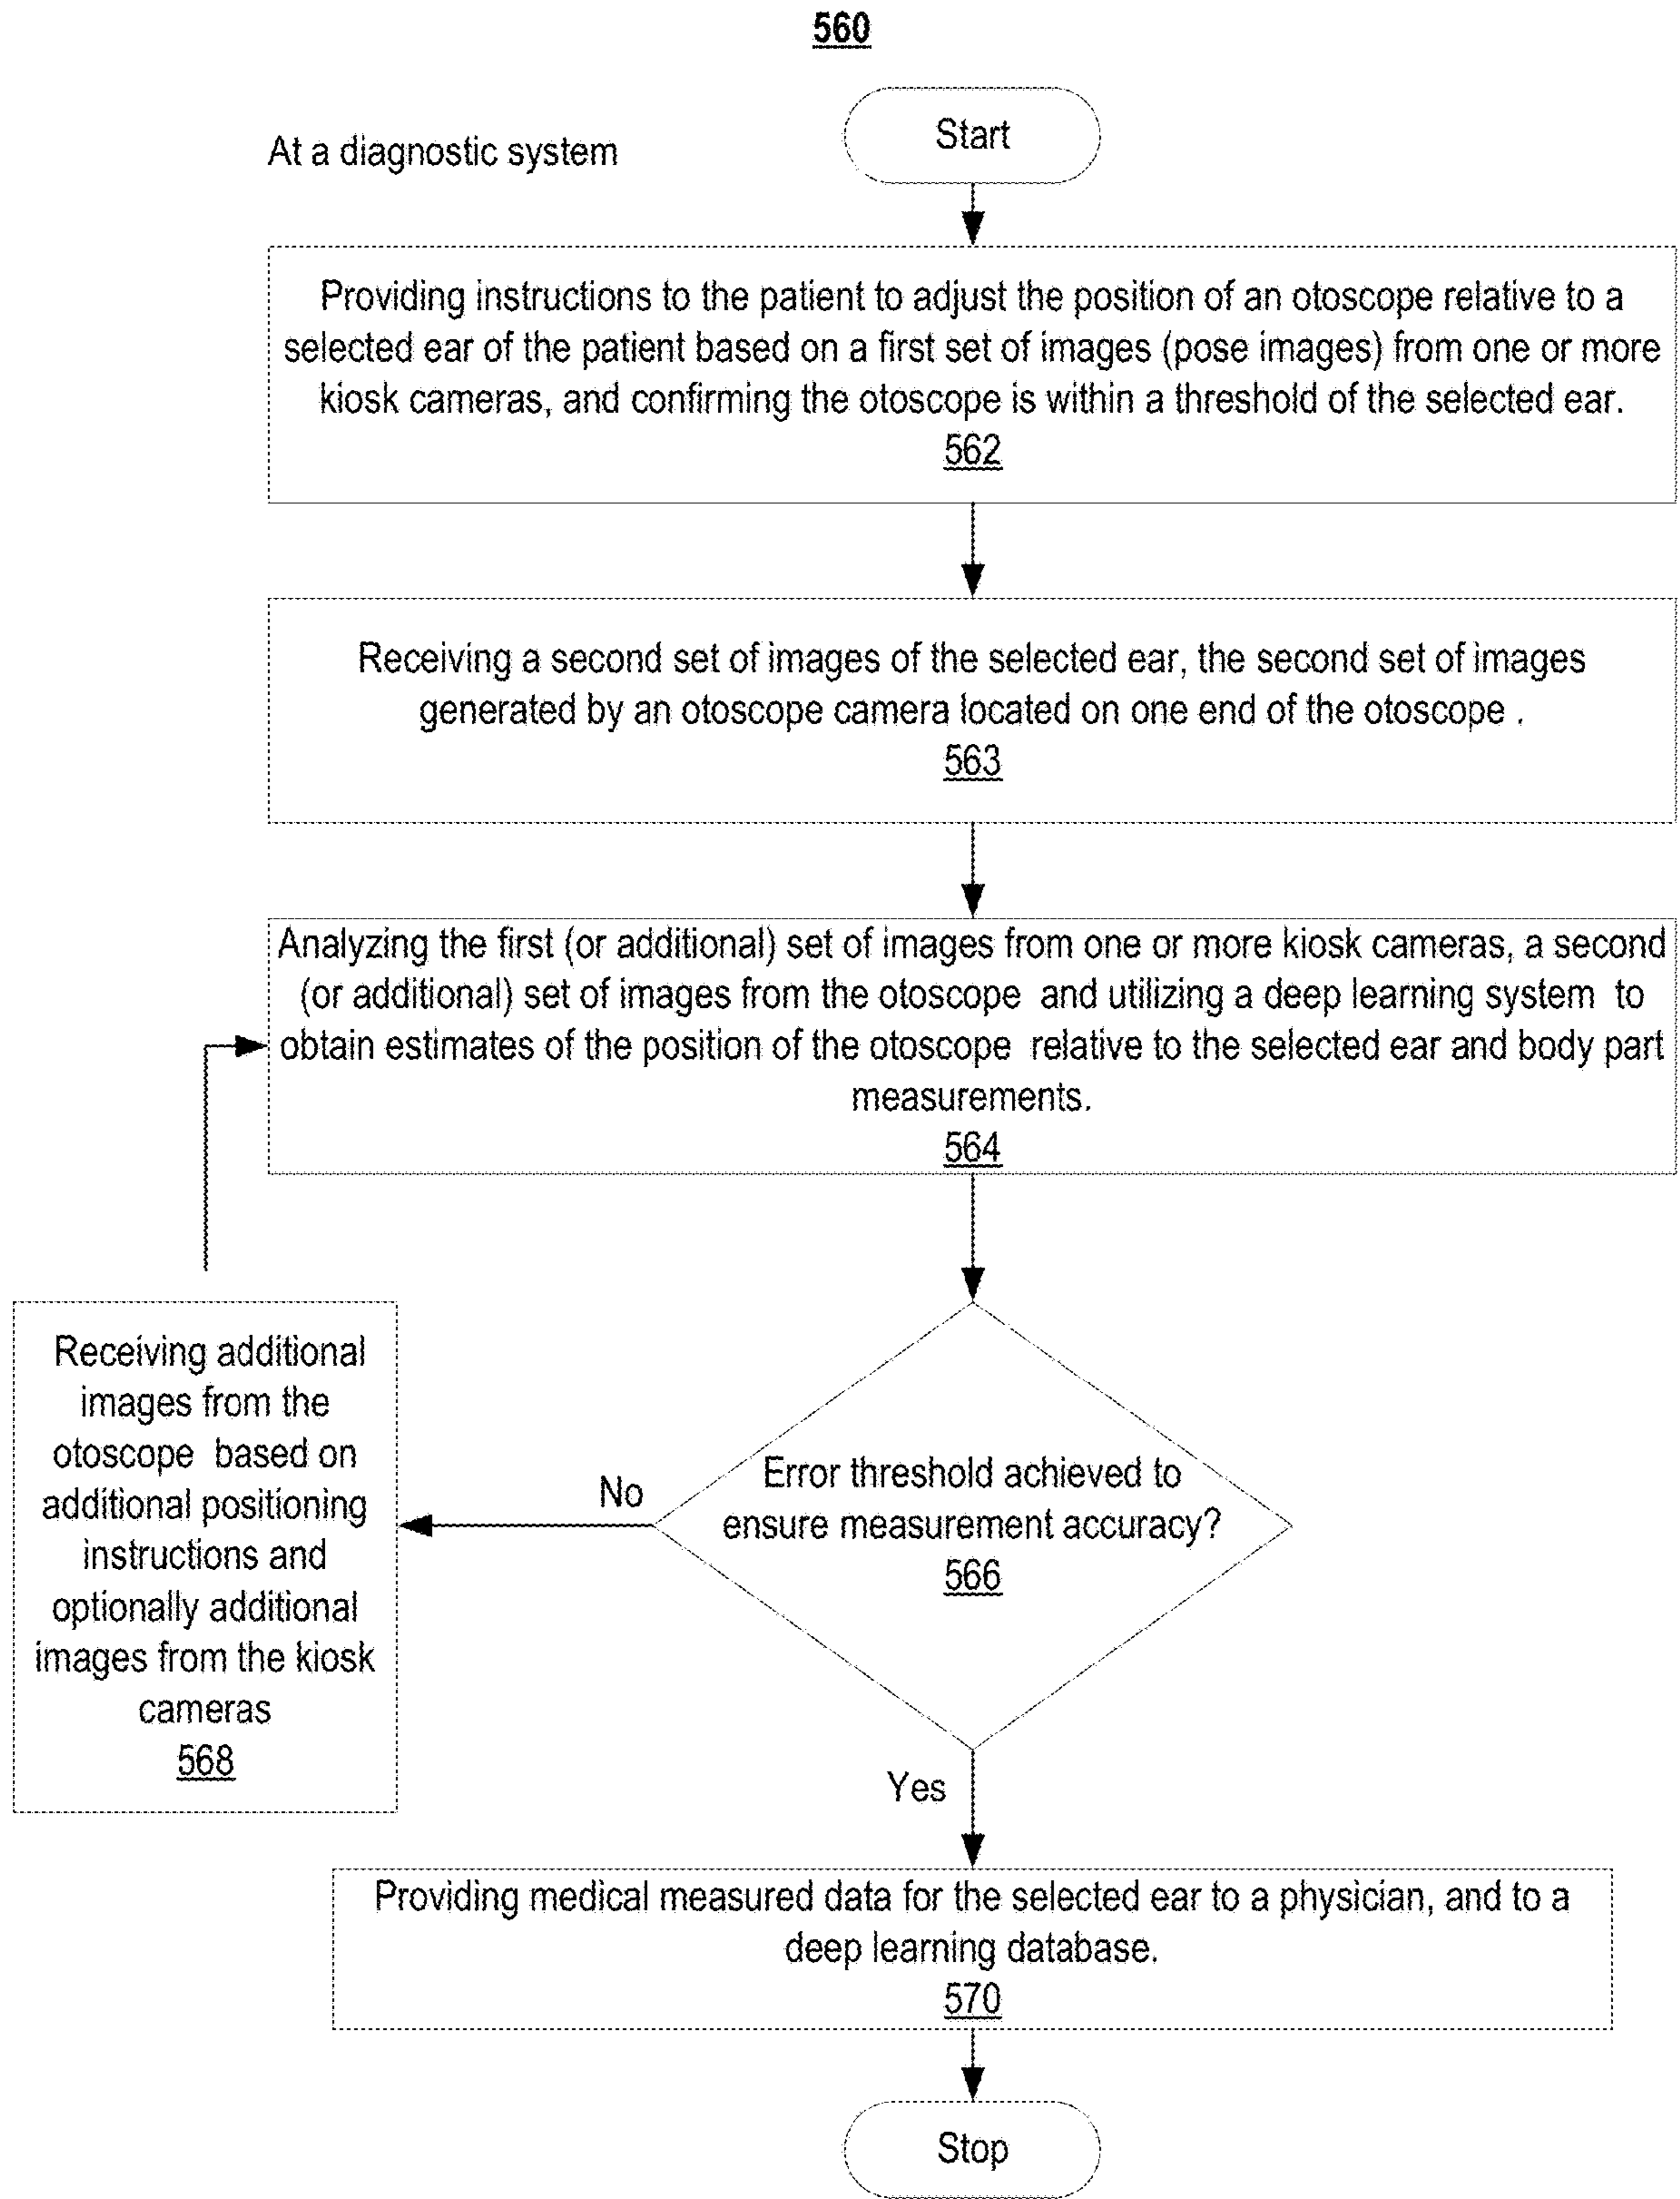 560
At a diagnostic system
Start
Providing instructions to the patient to adjust the position of an otoscope relative to a
selected ear of the patient based on a first set of images (pose images) from one or more
kiosk cameras, and confirming the otoscope is within a threshold of the selected ear.
562
Receiving a second set of images of the selected ear, the second set of images
generated by an otoscope camera located on one end of the otoscope .
563
Analyzing the first (or additional) set of images from one or more kiosk cameras, a second
(or additional) set of images from the otoscope and utilizing a deep learning system to
obtain estimates of the position of the otoscope relative to the selected ear and body part
measurements.
564
Error threshold achieved to
ensure measurement accuracy?
566
No
Receiving additional
images from the
otoscope based on
additional positioning
instructions and
optionally additional
images from the kiosk
cameras
568
Yes
Providing medical measured data for the selected ear to a physician, and to a
deep learning database.
570
Stop